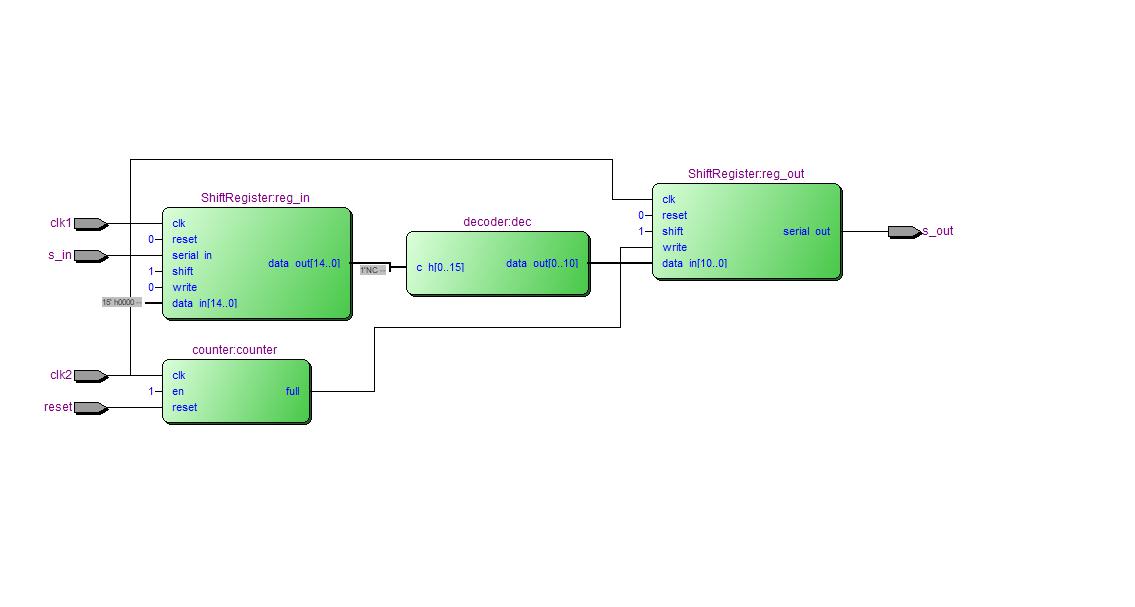 ShiftRegister:reg_out
ShiftRegister:reg_in
clk
clk1
clk
0
reset
decoder:dec
0
reset
1
shift
serial out
s_out
s_in
serial in
write
1
shift
data out[14..0]
1'NC --
c h[0..15]
data out[0..10]
data in[10..0]
0
write
15' h0000 --
data in[14..0]
counter:counter
clk2
clk
1
en
full
reset
reset